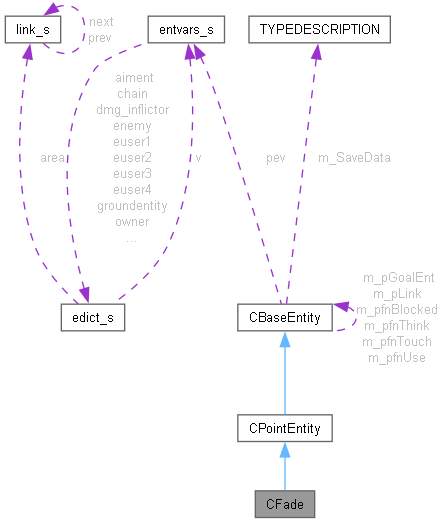 next
prev
link_s
entvars_s
TYPEDESCRIPTION
aiment
chain
dmg_inflictor
enemy
euser1
euser2
euser3
euser4
groundentity
owner
...
area
v
pev
m_SaveData
m_pGoalEnt
m_pLink
m_pfnBlocked
m_pfnThink
m_pfnTouch
m_pfnUse
edict_s
CBaseEntity
CPointEntity
CFade